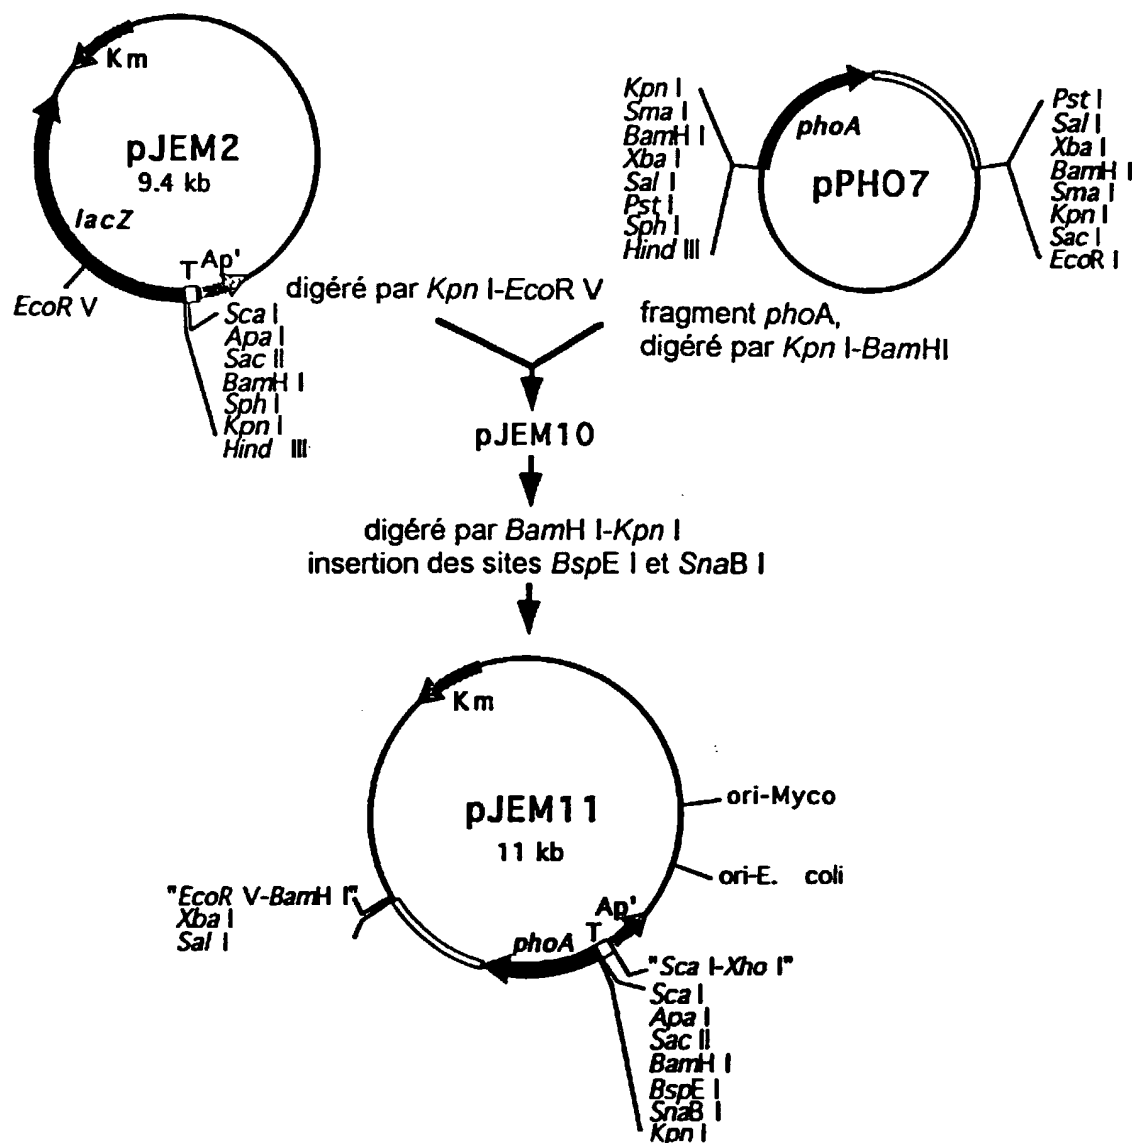 Km
pJEM2
9.4 kb
lacZ
T Ap'
EcoR V
Sca I
Apa I
Sac II
BamH I
Sph I
Kpn I
Hind III
Kpn I
Sma I
BamH I
Xba I
Sal I
Pst I
Sph I
Hind III
phoA
pPHO7
Pst I
Sal I
Xba I
BamH I
Sma I
Kpn I
Sac I
EcoR I
digéré par Kpn I-EcoR V
fragment phoA,
digéré par Kpn I-BamHI
pJEM10
digéré par BamH I-Kpn I
insertion des sites BspE I et SnaB I
Km
pJEM11
11 kb
ori-Myco
ori-E. coli
"EcoR V-BamH I"
Xba I
Sal I
phoA
T Ap'
"Sca I-Xho I"
Sca I
Apa I
Sac II
BamH I
BspE I
SnaB I
Kpn I